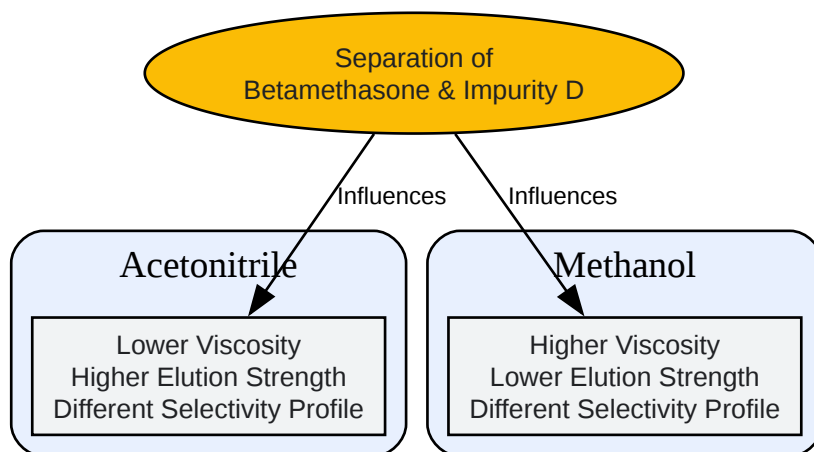 Separation of
Betamethasone & Impurity D
Influences
Influences
Acetonitrile
Lower Viscosity
Higher Elution Strength
Different Selectivity Profile
Methanol
Higher Viscosity
Lower Elution Strength
Different Selectivity Profile